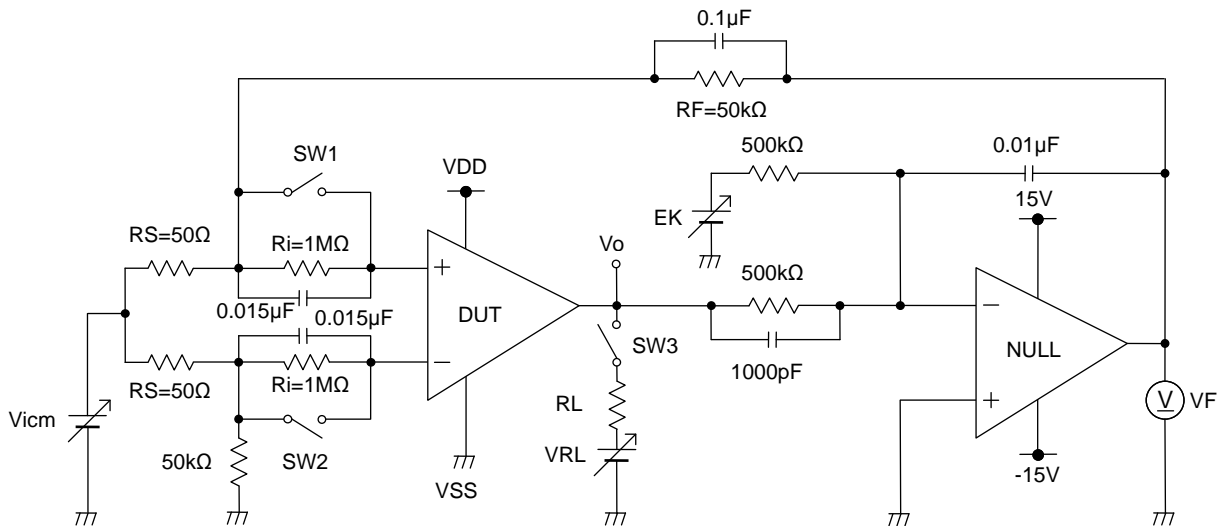 0.1μF
RF=50kΩ
500kΩ
0.01μF
SW1
VDD
15V
EK
RS=50Ω
Ri=1MΩ
Vo
500kΩ
+
0.015μF
0.015μF
DUT
−
−
SW3
NULL
RS=50Ω
Ri=1MΩ
1000pF
V
VF
Vicm
RL
+
SW2
50kΩ
VRL
VSS
-15V